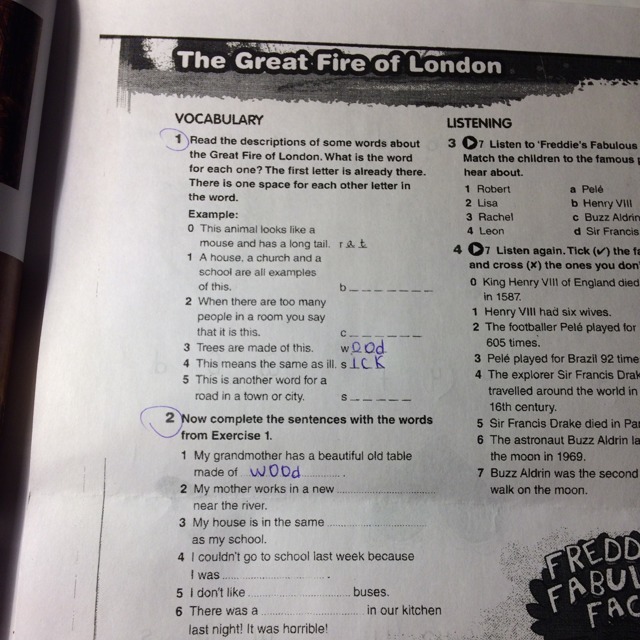 The Great Fire of London
VOCABULARY
1 Read the descriptions of some words about
the Great Fire of London. What is the word
for each one? The first letter is already there.
There is one space for each other letter in
the word.
Example:
0 This animal looks like a
mouse and has a long tail. r a t
1 A house, a church and a
school are all examples
of this. b _ _ _ _ _ _ _
2 When there are too many
people in a room you say
that it is this. c _ _ _ _ _ _
3 Trees are made of this. wood
4 This means the same as ill. sick
5 This is another word for a
road in a town or city. s _ _ _ _ _
2 Now complete the sentences with the words
from Exercise 1.
1 My grandmother has a beautiful old table
made of wood.
2 My mother works in a new ....................
near the river.
3 My house is in the same ....................
as my school.
4 I couldn't go to school last week because
I was .................... .
5 I don't like .................... buses.
6 There was a .................... in our kitchen
last night! It was horrible!
LISTENING
3 7 Listen to 'Freddie's Fabulous
Match the children to the famous
hear about.
1 Robert a Pelé
2 Lisa b Henry VIII
3 Rachel c Buzz Aldrin
4 Leon d Sir Francis
4 7 Listen again. Tick (✓) the
and cross (✗) the ones you don'
0 King Henry VIII of England died
in 1587.
1 Henry VIII had six wives.
2 The footballer Pelé played for
605 times.
3 Pelé played for Brazil 92 time
4 The explorer Sir Francis Drak
travelled around the world in
16th century.
5 Sir Francis Drake died in
6 The astronaut Buzz Aldrin
the moon in 1969.
7 Buzz Aldrin was the second
walk on the moon.
FREDD
FABUL
FAC